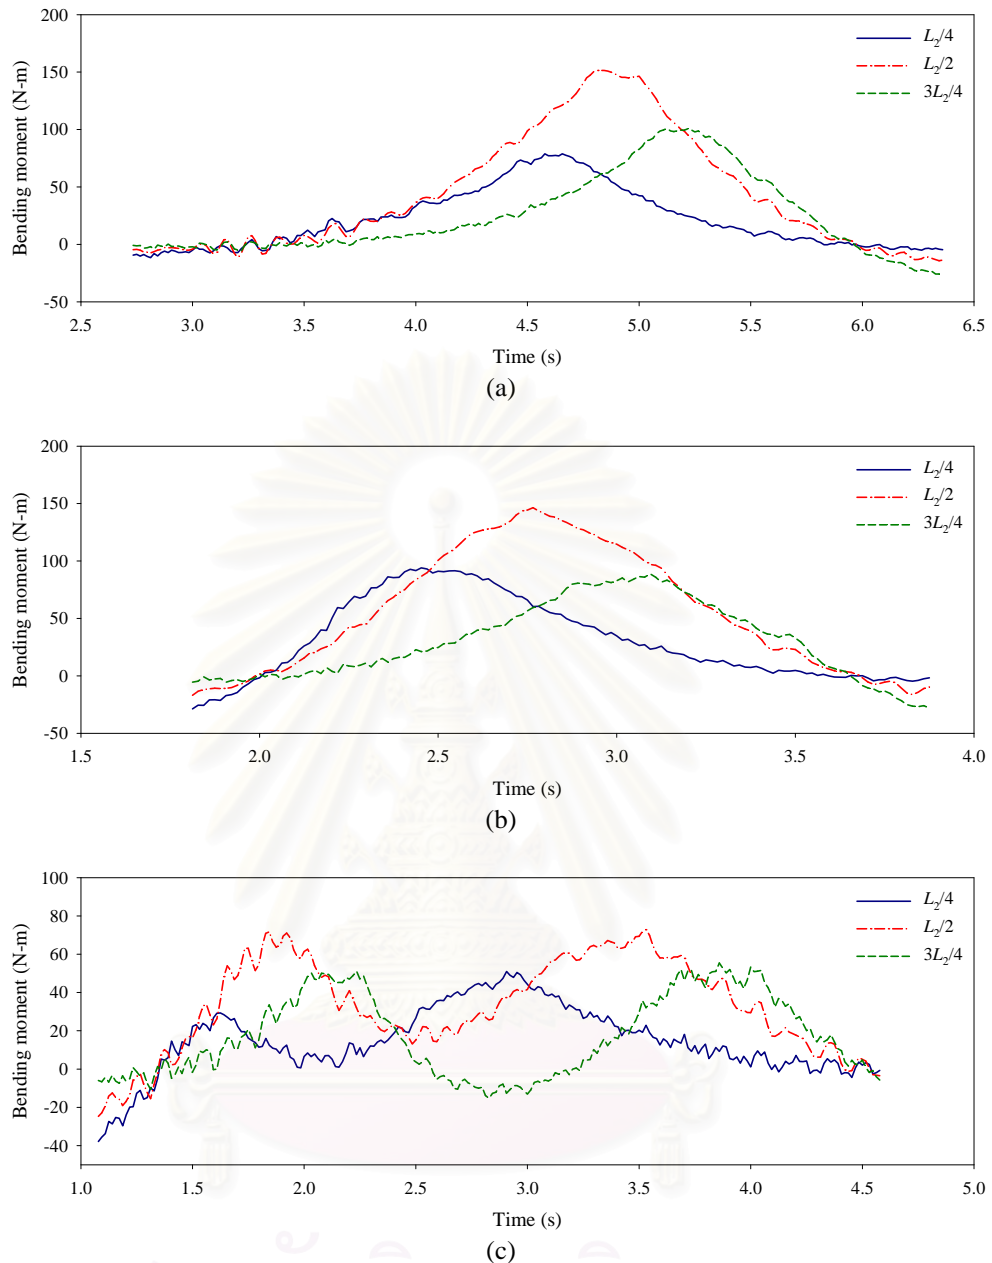 200
150
100
50
0
-50
Bending moment (N-m)
L2/4
L2/2
3L2/4
2.5 3.0 3.5 4.0 4.5 5.0 5.5 6.0 6.5
Time (s)
(a)
200
150
100
50
0
-50
Bending moment (N-m)
L2/4
L2/2
3L2/4
1.5 2.0 2.5 3.0 3.5 4.0
Time (s)
(b)
100
80
60
40
20
0
-20
-40
Bending moment (N-m)
L2/4
L2/2
3L2/4
1.0 1.5 2.0 2.5 3.0 3.5 4.0 4.5 5.0
Time (s)
(c)